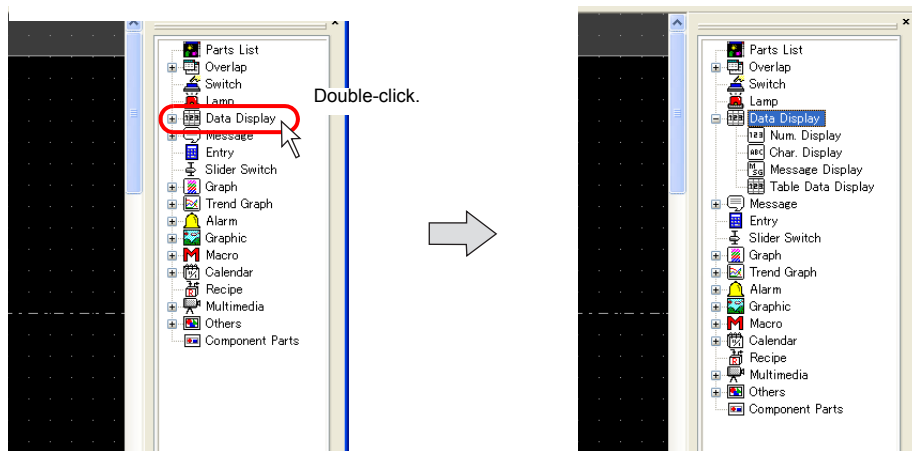 Parts List
Overlap
Switch
Lamp
Data Display
Message
Entry
Slider Switch
Graph
Trend Graph
Alarm
Graphic
Macro
Calendar
Recipe
Multimedia
Others
Component Parts
Double-click.
Parts List
Overlap
Switch
Lamp
Data Display
Num. Display
Char. Display
Message Display
Table Data Display
Message
Entry
Slider Switch
Graph
Trend Graph
Alarm
Graphic
Macro
Calendar
Recipe
Multimedia
Others
Component Parts